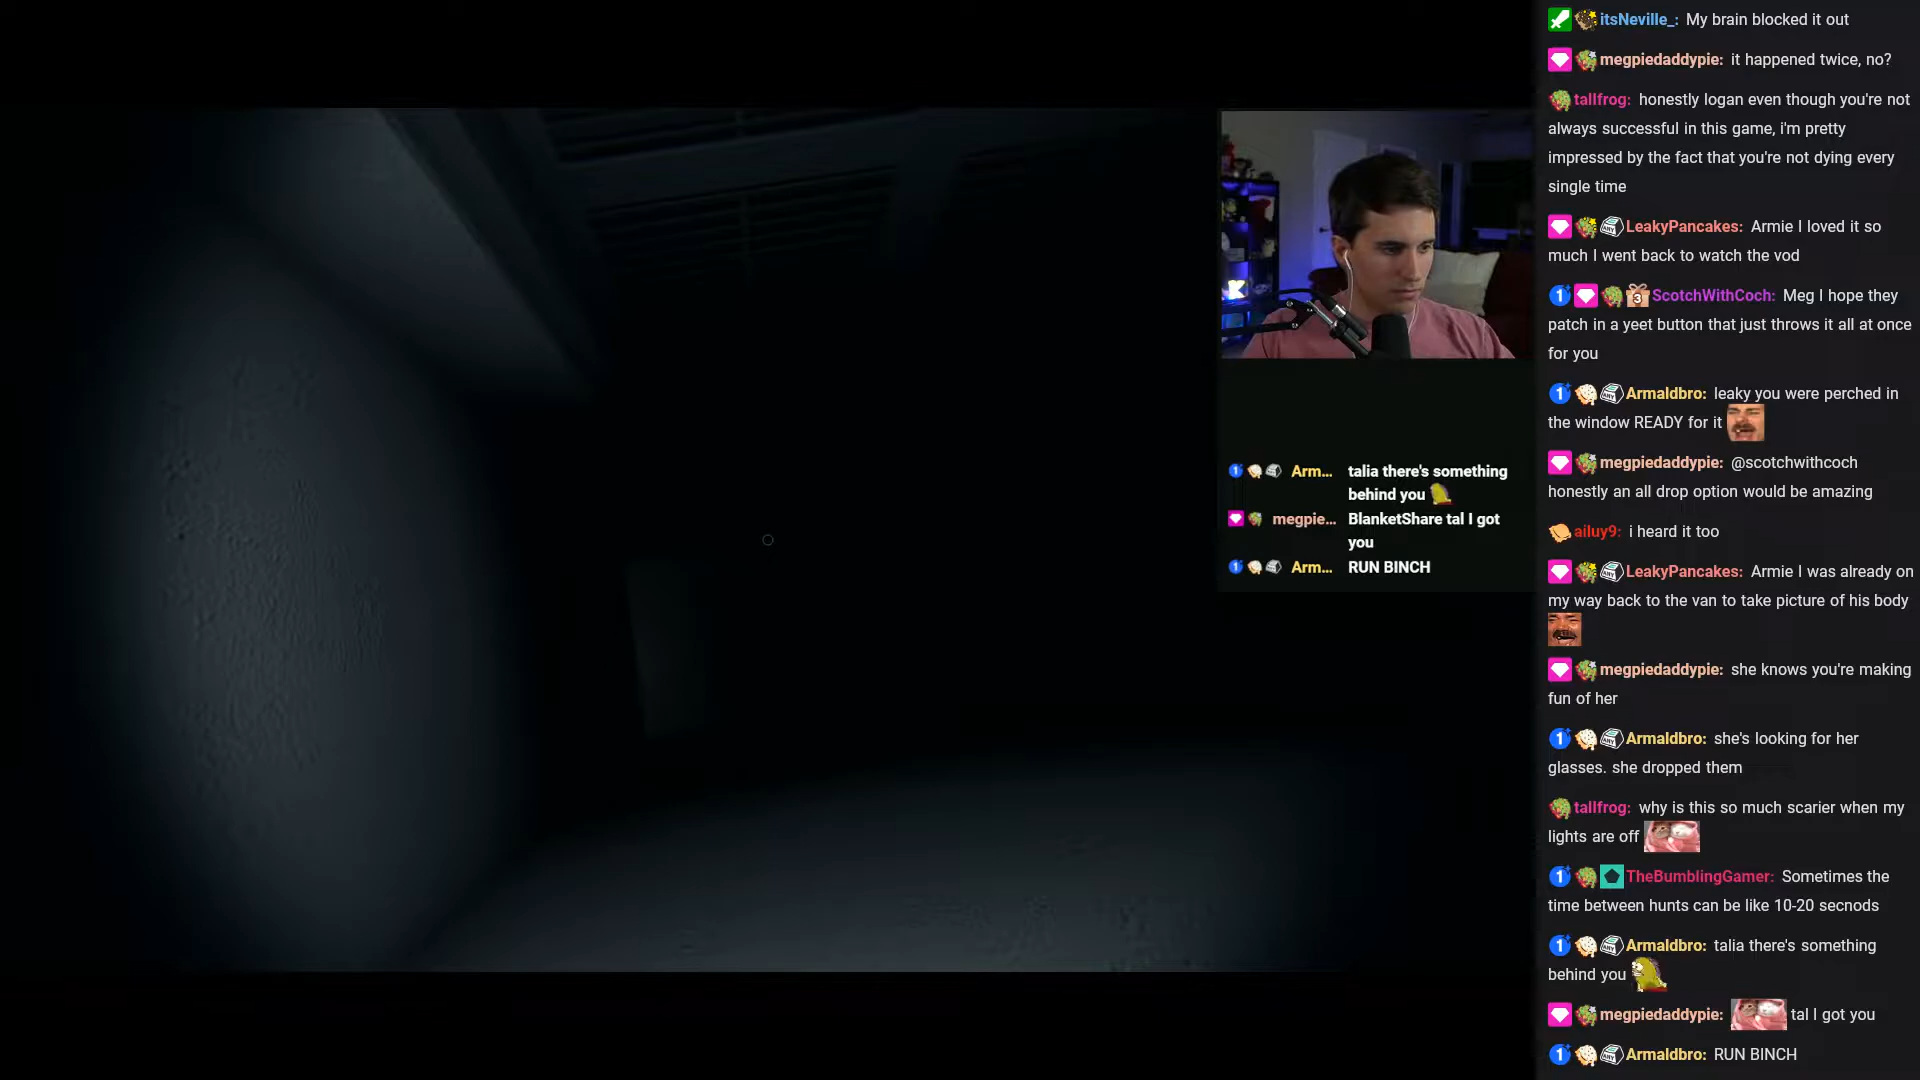 talia there's something
Arm...
behind you
megpie...
BlanketShare tal I got
you
Arm...
RUN BINCH
itsNeville_: My brain blocked it out
megpiedaddypie: it happened twice, no?
tallfrog: honestly logan even though you're not
always successful in this game, i'm pretty
impressed by the fact that you're not dying every
single time
LeakyPancakes: Armie I loved it so
much I went back to watch the vod
ScotchWithCoch: Meg I hope they
patch in a yeet button that just throws it all at once
for you
Armaldbro: leaky you were perched in
the window READY for it
megpiedaddypie: @scotchwithcoch
honestly an all drop option would be amazing
ailuy9: i heard it too
LeakyPancakes: Armie I was already on
my way back to the van to take picture of his body
megpiedaddypie: she knows you're making
fun of her
Armaldbro: she's looking for her
glasses. she dropped them
tallfrog: why is this so much scarier when my
lights are off
TheBumblingGamer: Sometimes the
time between hunts can be like 10-20 secnods
Armaldbro: talia there's something
behind you
megpiedaddypie: tal I got you
Armaldbro: RUN BINCH